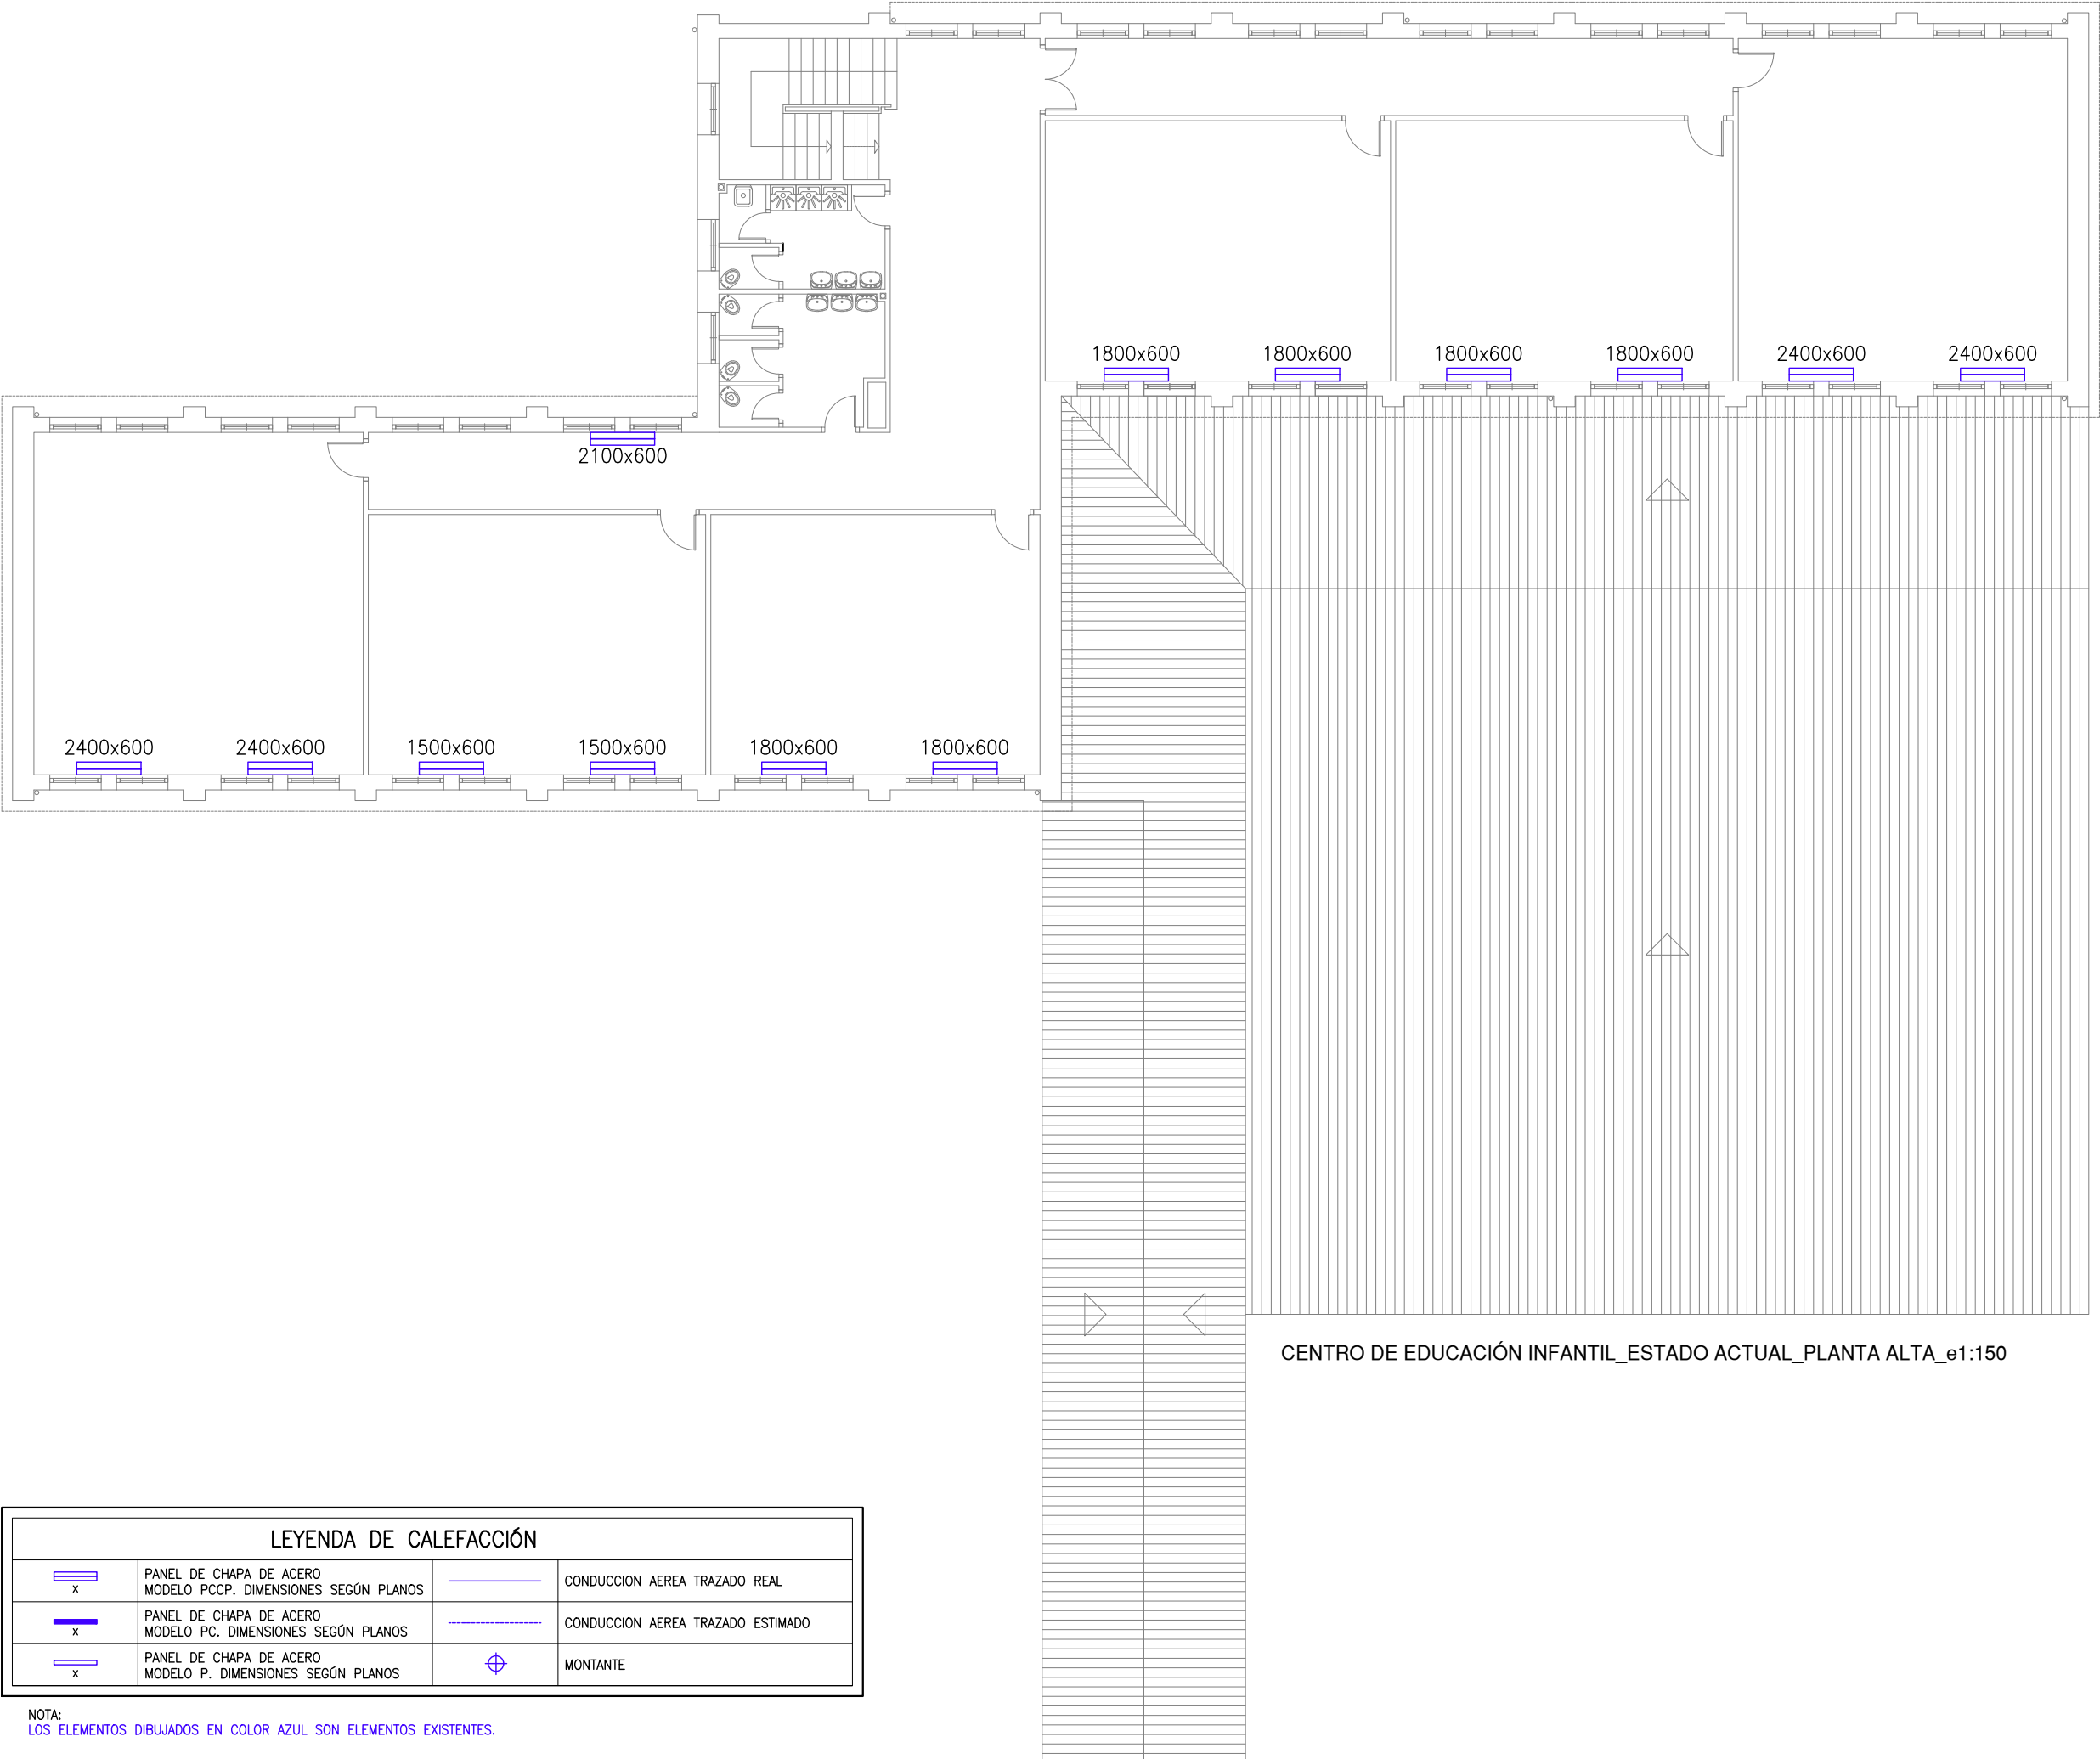 1800x600
1800x600
1800x600
1800x600
2400x600
2400x600
2100x600
2400x600
2400x600
1500x600
1500x600
1800x600
1800x600
CENTRO DE EDUCACIÓN INFANTIL_ESTADO ACTUAL_PLANTA ALTA_e1:150
LEYENDA DE CALEFACCIÓN
x
PANEL DE CHAPA DE ACERO
MODELO PCCP. DIMENSIONES SEGÚN PLANOS
CONDUCCION AEREA TRAZADO REAL
x
PANEL DE CHAPA DE ACERO
MODELO PC. DIMENSIONES SEGÚN PLANOS
CONDUCCION AEREA TRAZADO ESTIMADO
x
PANEL DE CHAPA DE ACERO
MODELO P. DIMENSIONES SEGÚN PLANOS
MONTANTE
NOTA:
LOS ELEMENTOS DIBUJADOS EN COLOR AZUL SON ELEMENTOS EXISTENTES.